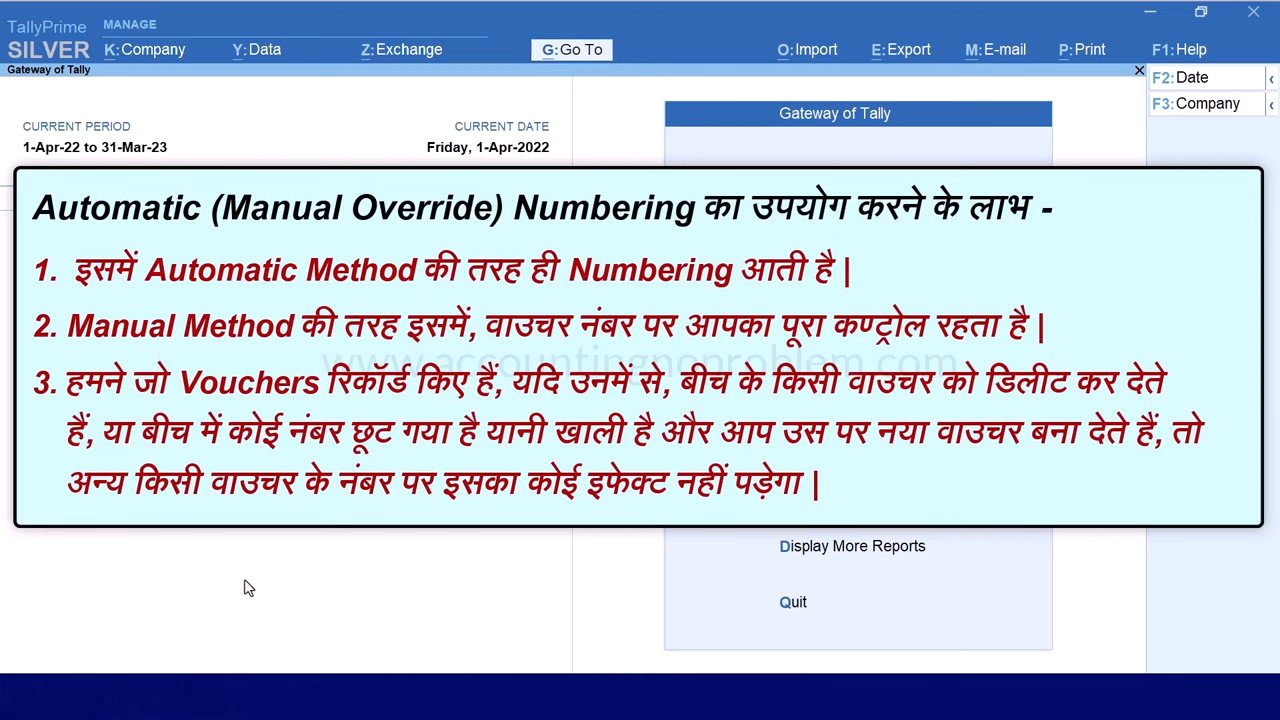 TallyPrime
MANAGE
SILVER
K:Company Y:Data Z:Exchange G:Go To O:Import E:Export M:E-mail P:Print F1:Help
Gateway of Tally
F2:Date
F3:Company
Gateway of Tally
CURRENT PERIOD CURRENT DATE
1-Apr-22 to 31-Mar-23 Friday, 1-Apr-2022
Automatic (Manual Override) Numbering का उपयोग करने के लाभ -
1. इसमें Automatic Method की तरह ही Numbering आती है |
2. Manual Method की तरह इसमें, वाउचर नंबर पर आपका पूरा कण्ट्रोल रहता है |
www.accountingnoproblem.com
3. हमने जो Vouchers रिकॉर्ड किए हैं, यदि उनमें से, बीच के किसी वाउचर को डिलीट कर देते
हैं, या बीच में कोई नंबर छूट गया है यानी खाली है और आप उस पर नया वाउचर बना देते हैं, तो
अन्य किसी वाउचर के नंबर पर इसका कोई इफेक्ट नहीं पड़ेगा |
Display More Reports
Quit